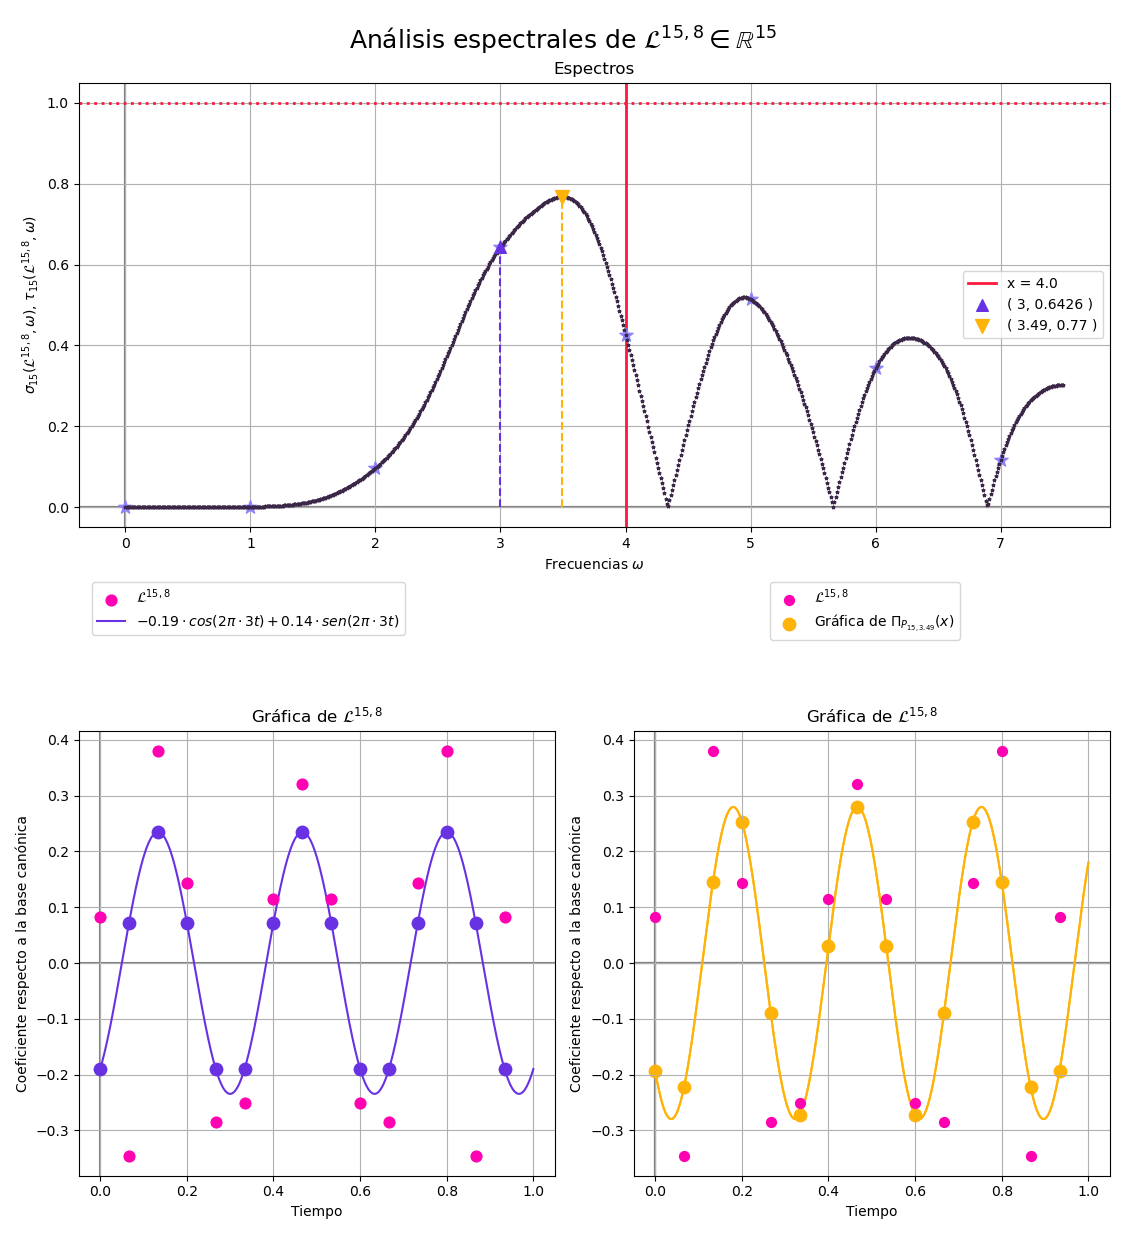 Análisis espectrales de 𝓛^{15,8} ∈ ℝ^{15}
Espectros
σ_{15}(𝓛^{15,8}, ω), τ_{15}(𝓛^{15,8}, ω)
1.0
0.8
0.6
0.4
0.2
0.0
x = 4.0
( 3, 0.6426 )
( 3.49, 0.77 )
0 1 2 3 4 5 6 7
Frecuencias ω
𝓛^{15,8}
−0.19 · cos(2π · 3t) + 0.14 · sen(2π · 3t)
𝓛^{15,8}
Gráfica de Π_{P_{15,3.49}}(x)
Gráfica de 𝓛^{15,8}
Coeficiente respecto a la base canónica
0.4
0.3
0.2
0.1
0.0
−0.1
−0.2
−0.3
0.0 0.2 0.4 0.6 0.8 1.0
Tiempo
Gráfica de 𝓛^{15,8}
Coeficiente respecto a la base canónica
0.4
0.3
0.2
0.1
0.0
−0.1
−0.2
−0.3
0.0 0.2 0.4 0.6 0.8 1.0
Tiempo